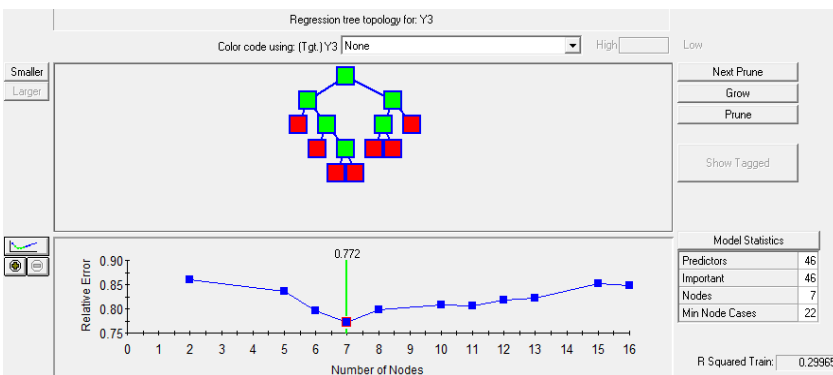 Regression tree topology for: Y3
Color code using: (Tgt.) Y3 None High Low
Smaller
Larger
Next Prune
Grow
Prune
Show Tagged
0.772
0.90
0.85
0.80
0.75
Relative Error
0 1 2 3 4 5 6 7 8 9 10 11 12 13 14 15 16
Number of Nodes
Model Statistics
Predictors 46
Important 46
Nodes 7
Min Node Cases 22
R Squared Train: 0.29965